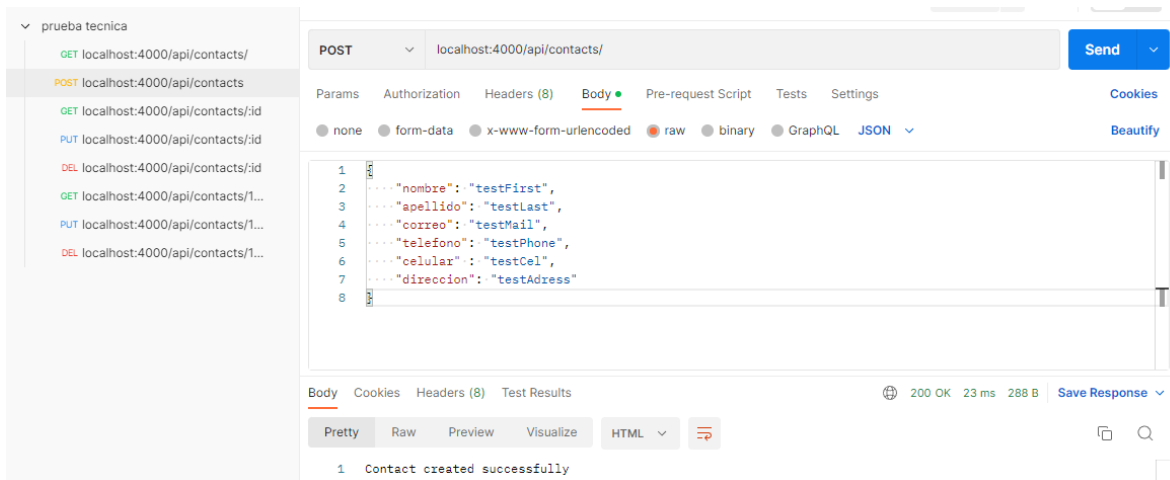 prueba tecnica
GET localhost:4000/api/contacts/
POST localhost:4000/api/contacts
GET localhost:4000/api/contacts/:id
PUT localhost:4000/api/contacts/:id
DEL localhost:4000/api/contacts/:id
GET localhost:4000/api/contacts/1...
PUT localhost:4000/api/contacts/1...
DEL localhost:4000/api/contacts/1...
POST localhost:4000/api/contacts/ Send
Params Authorization Headers (8) Body Pre-request Script Tests Settings Cookies
none form-data x-www-form-urlencoded raw binary GraphQL JSON Beautify
1 {
2 "nombre": "testFirst",
3 "apellido": "testLast",
4 "correo": "testMail",
5 "telefono": "testPhone",
6 "celular" : "testCel",
7 "direccion": "testAdress"
8 }
Body Cookies Headers (8) Test Results 200 OK 23 ms 288 B Save Response
Pretty Raw Preview Visualize HTML
1 Contact created successfully